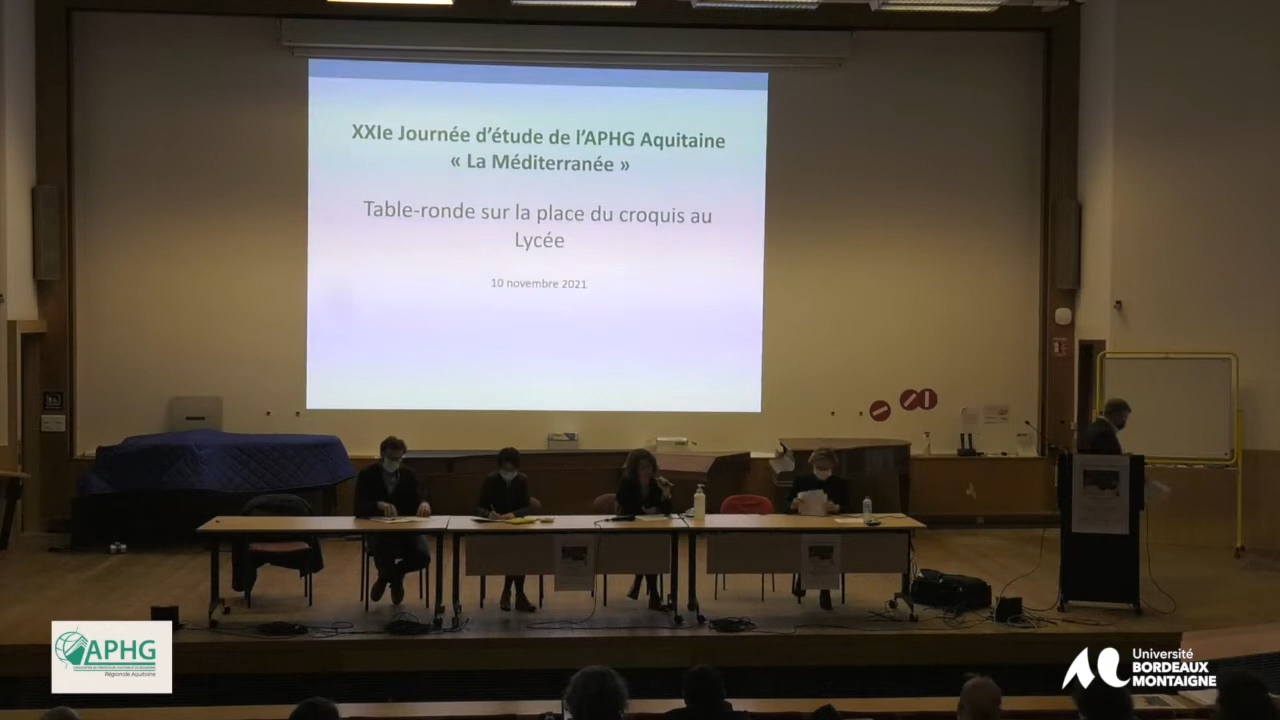 XXIe Journée d'étude de l'APHG Aquitaine
« La Méditerranée »
Table-ronde sur la place du croquis au
Lycée
10 novembre 2021
APHG
Régionale Aquitaine
Université
BORDEAUX
MONTAIGNE